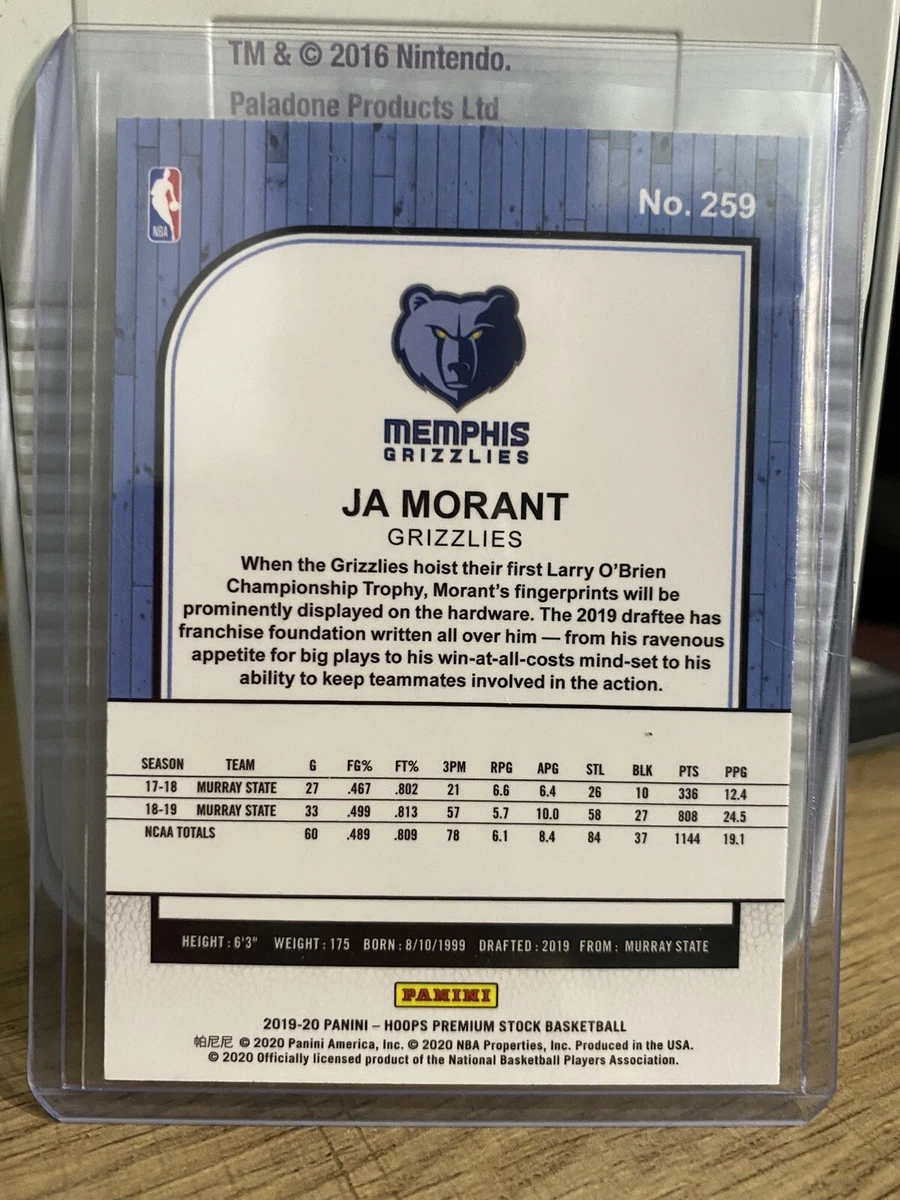 TM & © 2016 Nintendo.
Paladone Products Ltd
NBA
No. 259
MEMPHIS
GRIZZLIES
JA MORANT
GRIZZLIES
When the Grizzlies hoist their first Larry O'Brien
Championship Trophy, Morant's fingerprints will be
prominently displayed on the hardware. The 2019 draftee has
franchise foundation written all over him — from his ravenous
appetite for big plays to his win-at-all-costs mind-set to his
ability to keep teammates involved in the action.
SEASON TEAM G FG% FT% 3PM RPG APG STL BLK PTS PPG
17-18 MURRAY STATE 27 .467 .802 21 6.6 6.4 26 10 336 12.4
18-19 MURRAY STATE 33 .499 .813 57 5.7 10.0 58 27 808 24.5
NCAA TOTALS 60 .489 .809 78 6.1 8.4 84 37 1144 19.1
HEIGHT: 6'3" WEIGHT: 175 BORN: 8/10/1999 DRAFTED: 2019 FROM: MURRAY STATE
PANINI
2019-20 PANINI – HOOPS PREMIUM STOCK BASKETBALL
帕尼尼 © 2020 Panini America, Inc. © 2020 NBA Properties, Inc. Produced in the USA.
© 2020 Officially licensed product of the National Basketball Players Association.